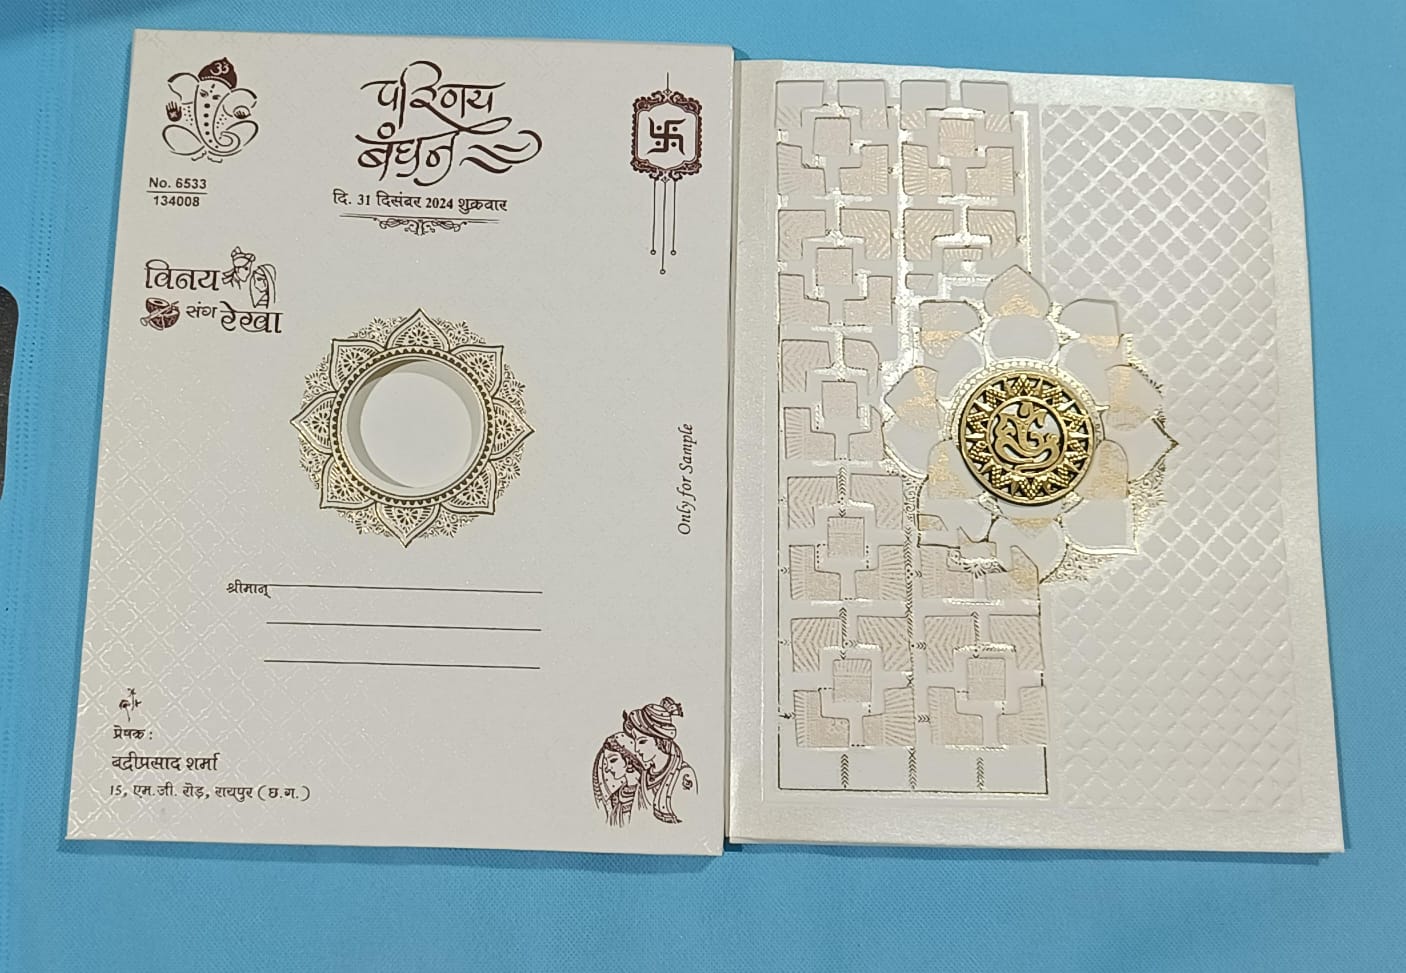 ॐ
परिणय
बंधन
No. 6533
134008
दि. 31 दिसंबर 2024 शुक्रवार
विनय
संग रेखा
Only for Sample
श्रीमान्
प्रेषक :
बद्रीप्रसाद शर्मा
15, एम.जी. रोड़, रायपुर (छ.ग.)